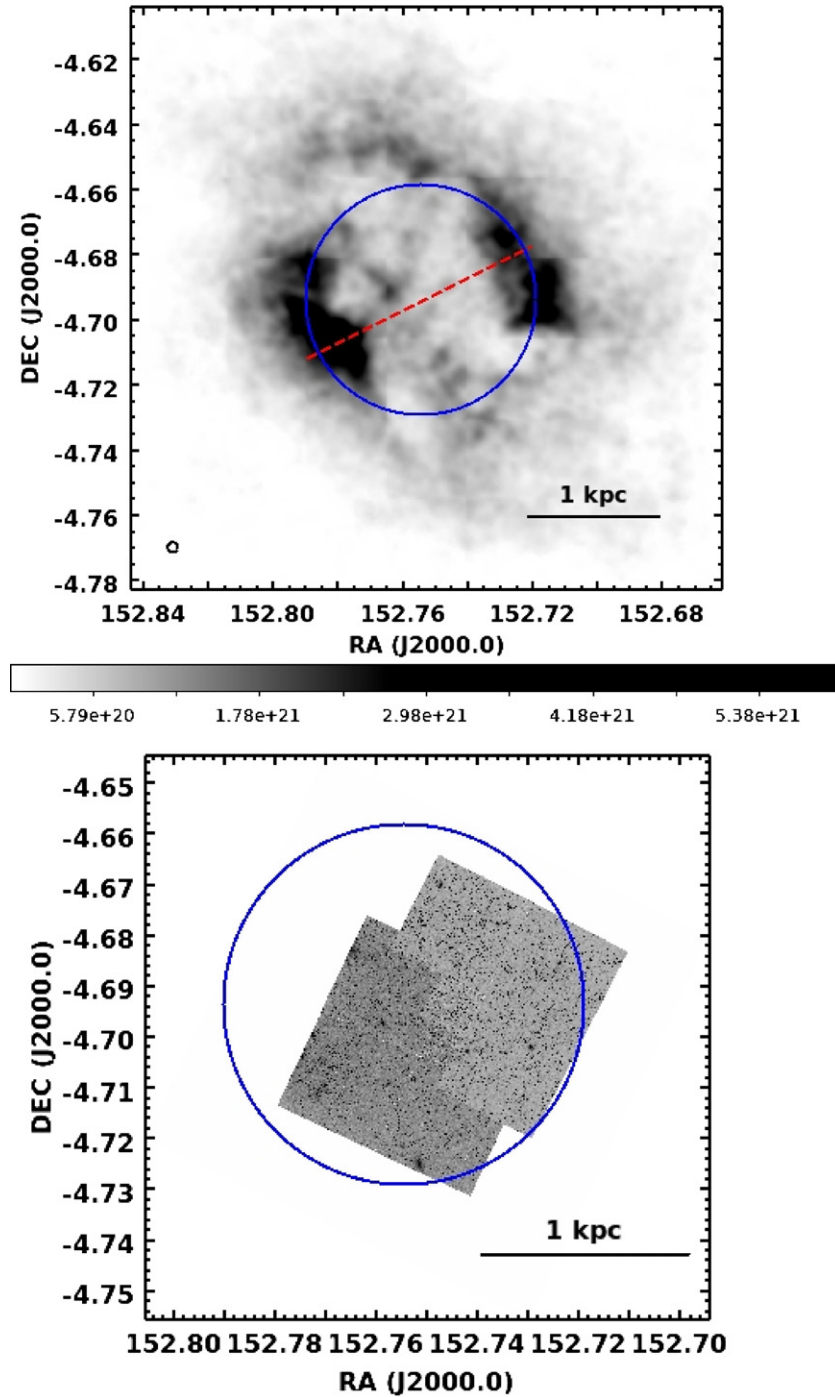 -4.62
-4.64
-4.66
-4.68
-4.70
-4.72
-4.74
-4.76
-4.78
DEC (J2000.0)
1 kpc
152.84 152.80 152.76 152.72 152.68
RA (J2000.0)
5.79e+20 1.78e+21 2.98e+21 4.18e+21 5.38e+21
-4.65
-4.66
-4.67
-4.68
-4.69
-4.70
-4.71
-4.72
-4.73
-4.74
-4.75
DEC (J2000.0)
1 kpc
152.80 152.78 152.76 152.74 152.72 152.70
RA (J2000.0)